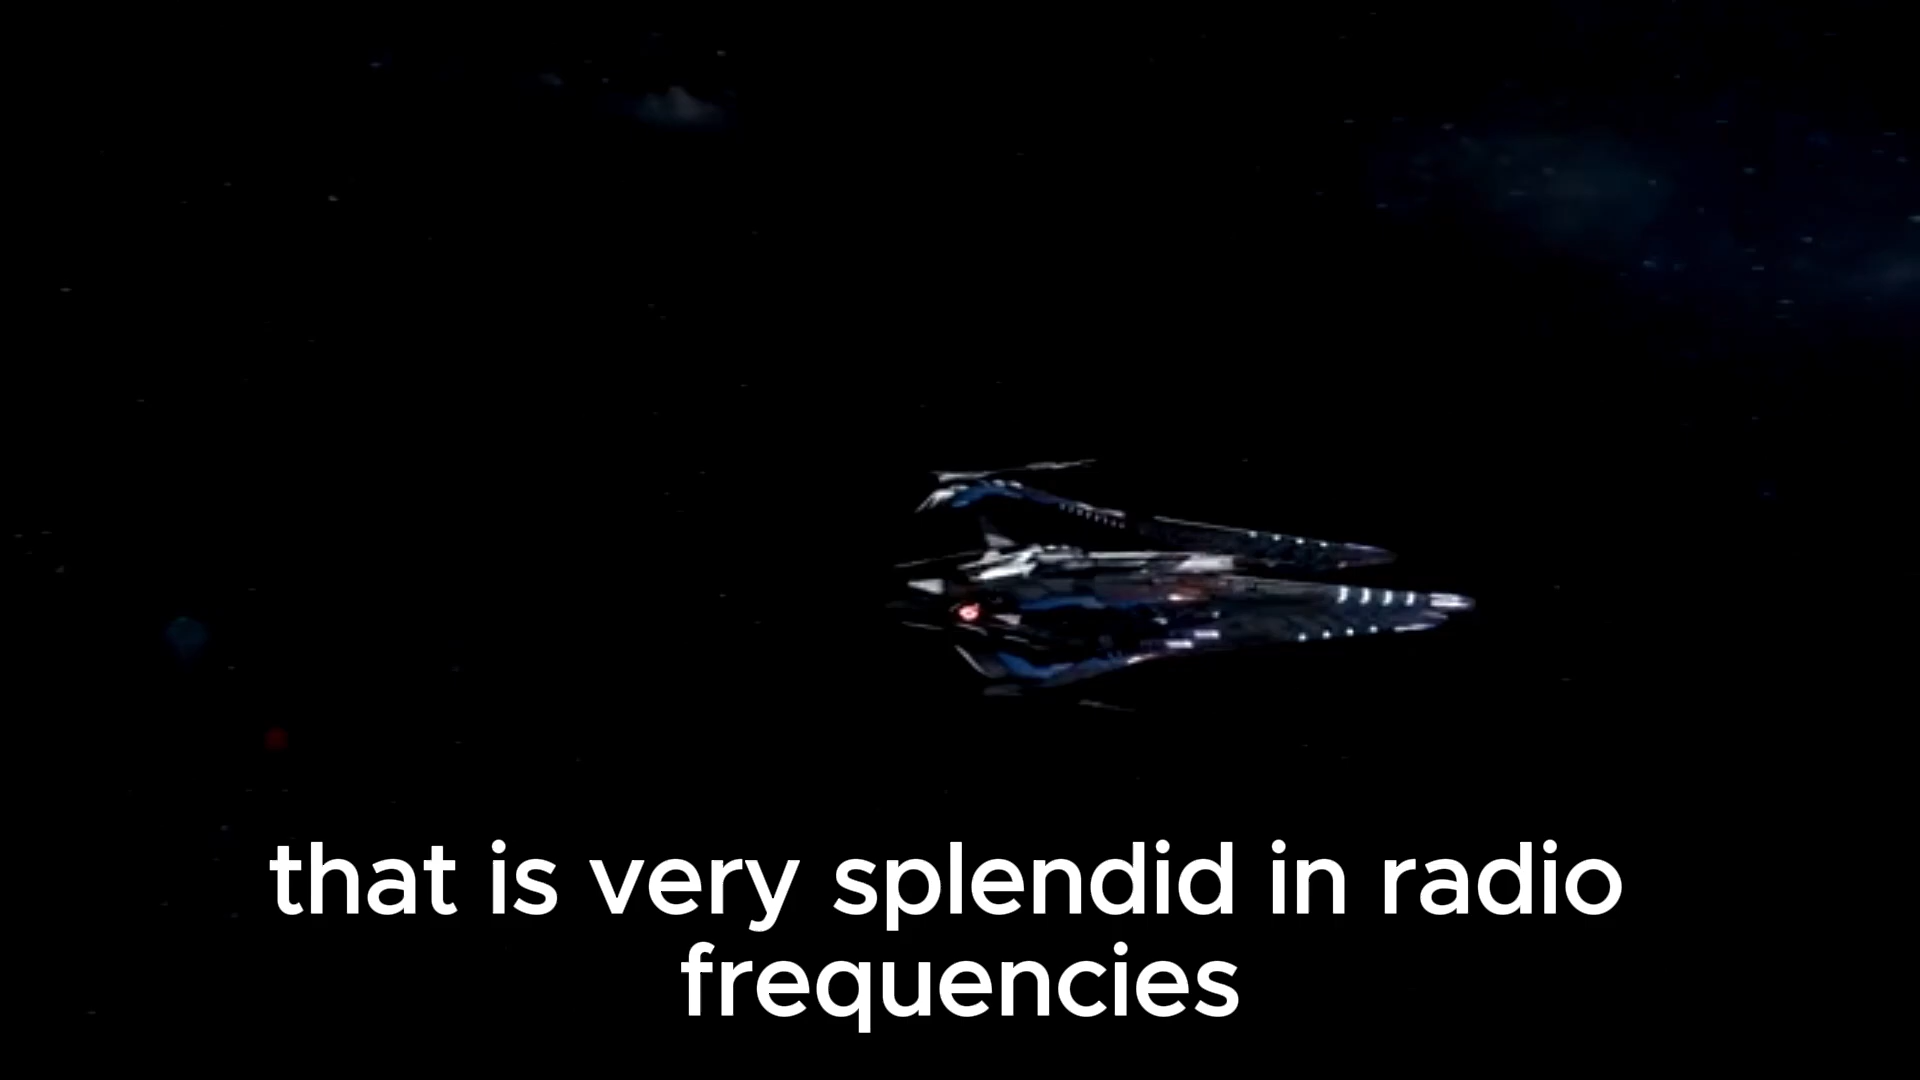 that is very splendid in radio
frequencies